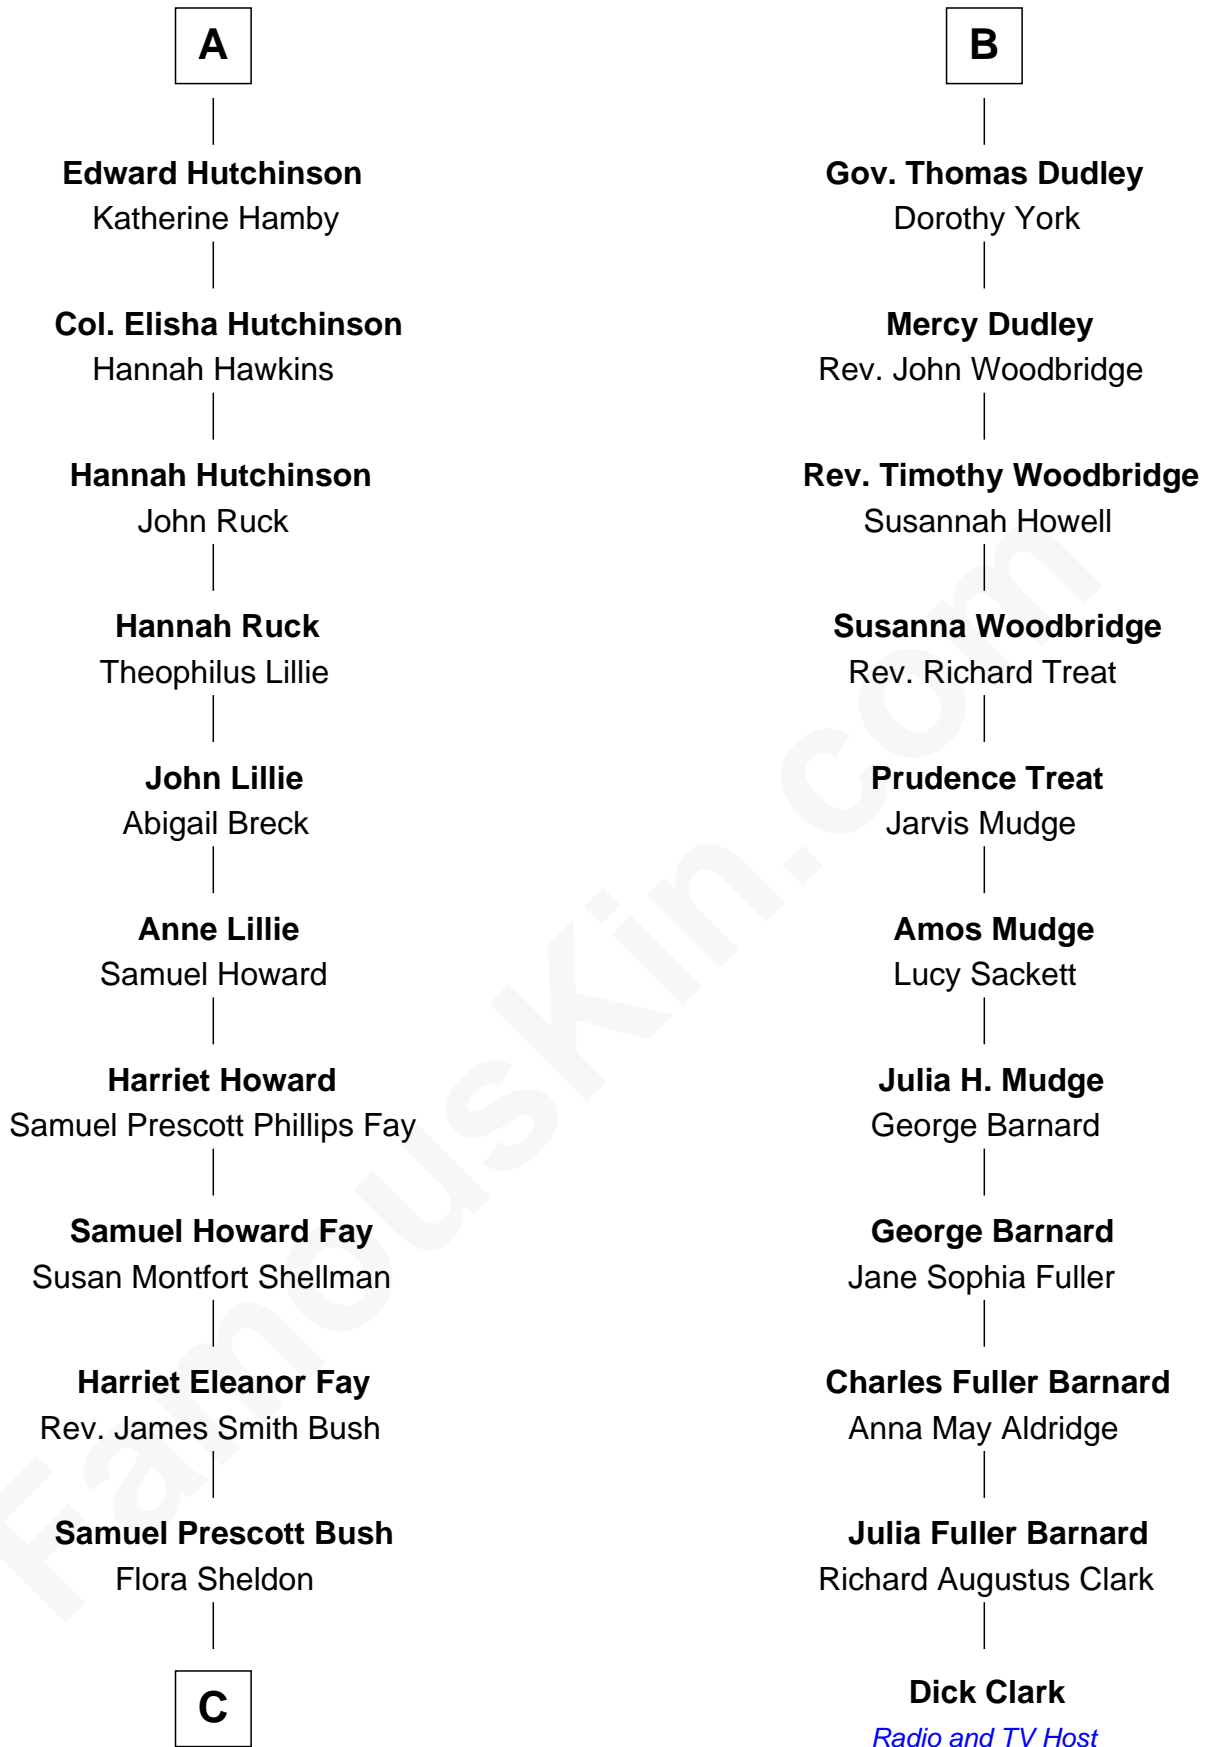 A
Edward Hutchinson
Katherine Hamby
Col. Elisha Hutchinson
Hannah Hawkins
Hannah Hutchinson
John Ruck
Hannah Ruck
Theophilus Lillie
John Lillie
Abigail Breck
Anne Lillie
Samuel Howard
Harriet Howard
Samuel Prescott Phillips Fay
Samuel Howard Fay
Susan Montfort Shellman
Harriet Eleanor Fay
Rev. James Smith Bush
Samuel Prescott Bush
Flora Sheldon
C
B
Gov. Thomas Dudley
Dorothy York
Mercy Dudley
Rev. John Woodbridge
Rev. Timothy Woodbridge
Susannah Howell
Susanna Woodbridge
Rev. Richard Treat
Prudence Treat
Jarvis Mudge
Amos Mudge
Lucy Sackett
Julia H. Mudge
George Barnard
George Barnard
Jane Sophia Fuller
Charles Fuller Barnard
Anna May Aldridge
Julia Fuller Barnard
Richard Augustus Clark
Dick Clark
Radio and TV Host
FamousKin.com